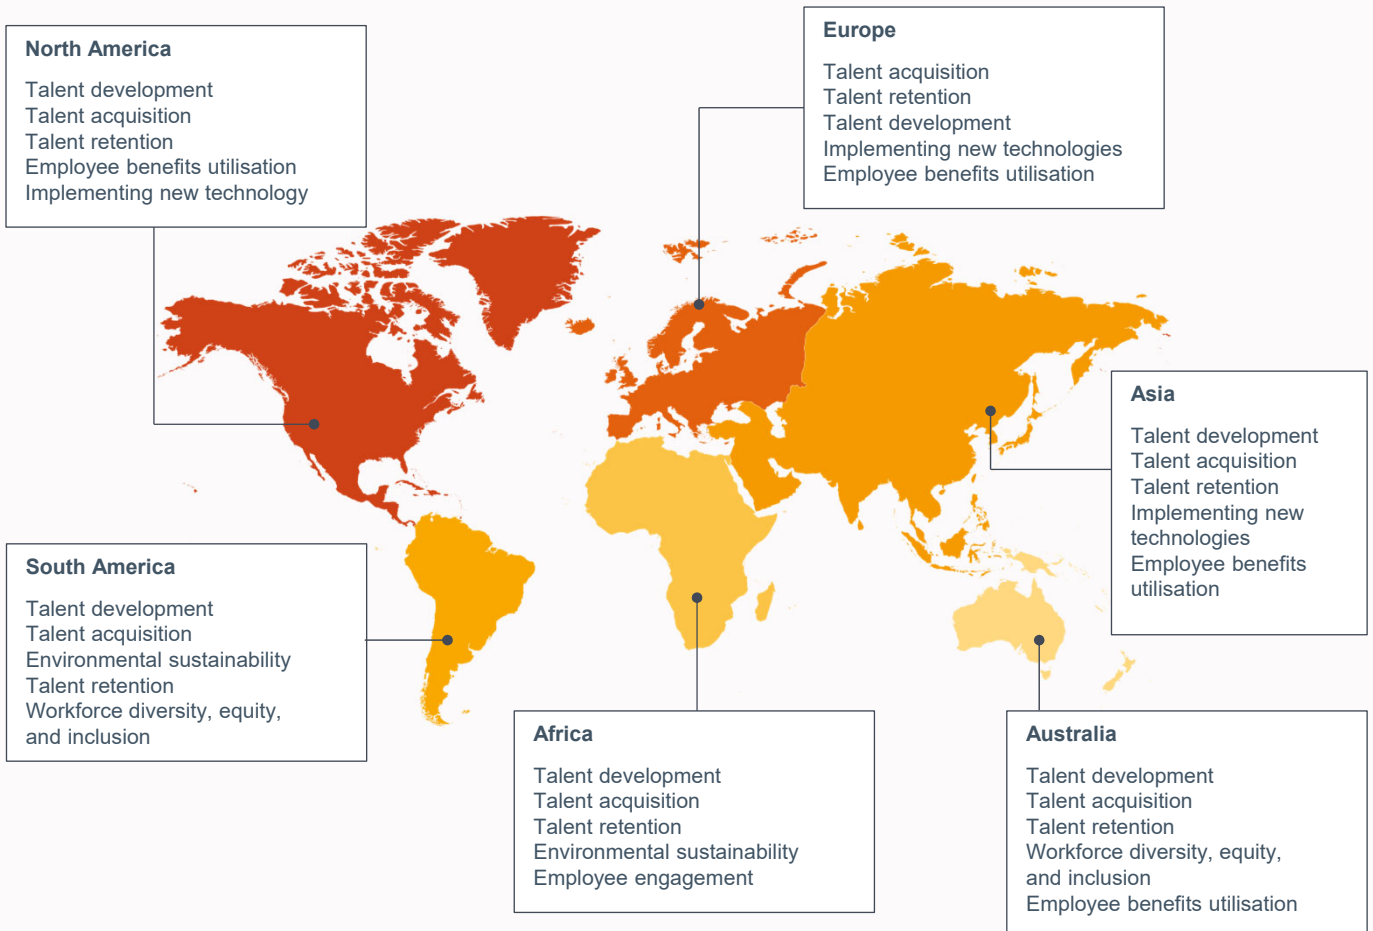 North America
Talent development
Talent acquisition
Talent retention
Employee benefits utilisation
Implementing new technology
Europe
Talent acquisition
Talent retention
Talent development
Implementing new technologies
Employee benefits utilisation
Asia
Talent development
Talent acquisition
Talent retention
Implementing new
technologies
Employee benefits
utilisation
South America
Talent development
Talent acquisition
Environmental sustainability
Talent retention
Workforce diversity, equity,
and inclusion
Africa
Talent development
Talent acquisition
Talent retention
Environmental sustainability
Employee engagement
Australia
Talent development
Talent acquisition
Talent retention
Workforce diversity, equity,
and inclusion
Employee benefits utilisation